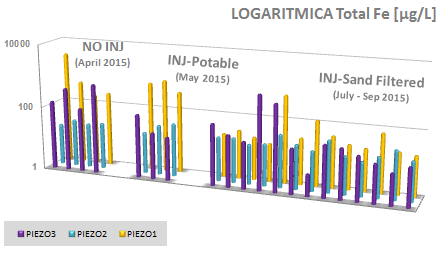 LOGARITMICA Total Fe [µg/L]
10000
100
1
NO INJ
(April 2015)
INJ-Potable
(May 2015)
INJ-Sand Filtered
(July - Sep 2015)
PIEZO3 PIEZO2 PIEZO1